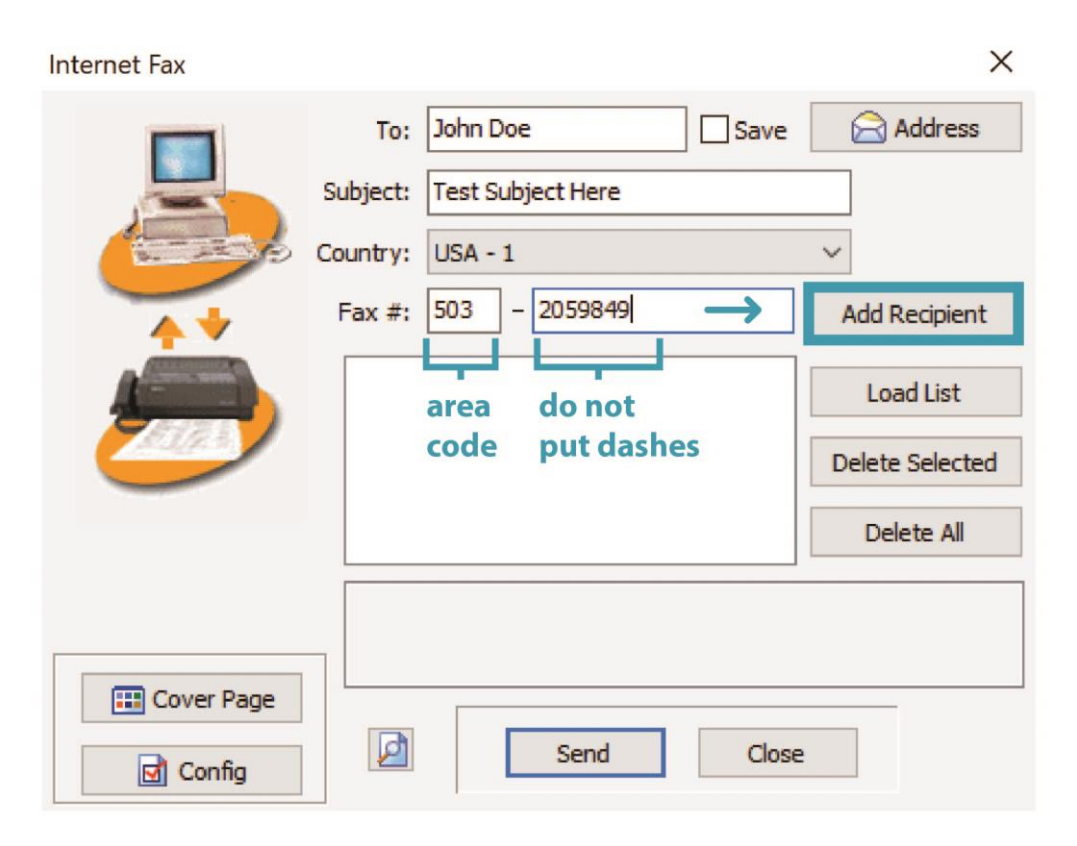 Internet Fax
To: John Doe Save Address
Subject: Test Subject Here
Country: USA - 1
Fax #: 503 - 2059849 → Add Recipient
area code
do not put dashes
Load List
Delete Selected
Delete All
Cover Page
Config
Send Close